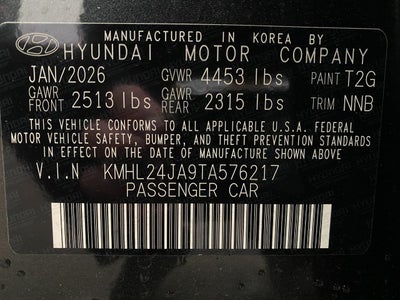 MANUFACTURED IN KOREA BY
HYUNDAI MOTOR COMPANY
JAN/2026 GVWR 4453 lbs PAINT T2G
GAWR FRONT 2513 lbs GAWR REAR 2315 lbs TRIM NNB
THIS VEHICLE CONFORMS TO ALL APPLICABLE U.S.A. FEDERAL
MOTOR VEHICLE SAFETY, BUMPER, AND THEFT PREVENTION STANDARDS
IN EFFECT ON THE DATE OF MANUFACTURE SHOWN ABOVE.
V.I.N KMHL24JA9TA576217
PASSENGER CAR